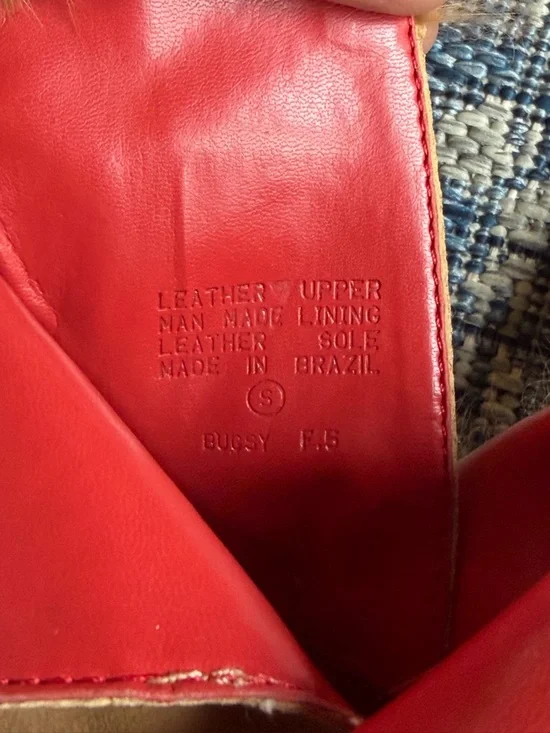 LEATHER UPPER
MAN MADE LINING
LEATHER SOLE
MADE IN BRAZIL
S
BUGSY F.5